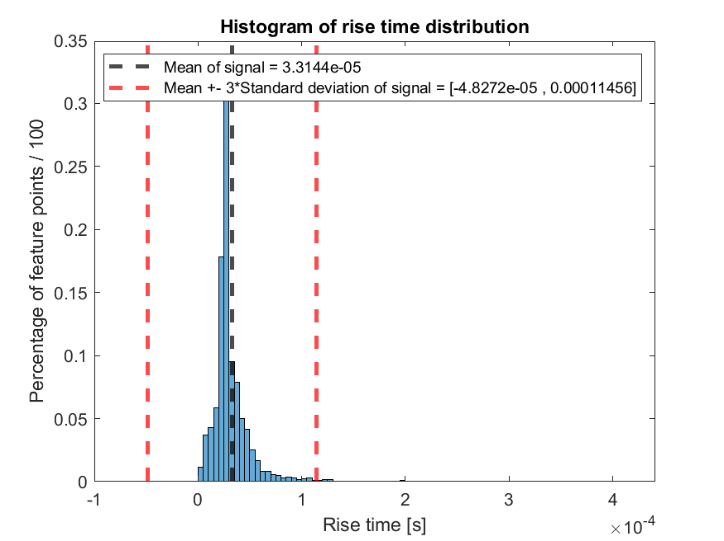 Histogram of rise time distribution
Mean of signal = 3.3144e-05
Mean +- 3*Standard deviation of signal = [-4.8272e-05 , 0.00011456]
Percentage of feature points / 100
0.35
0.3
0.25
0.2
0.15
0.1
0.05
0
-1 0 1 2 3 4
Rise time [s]
×10⁻⁴